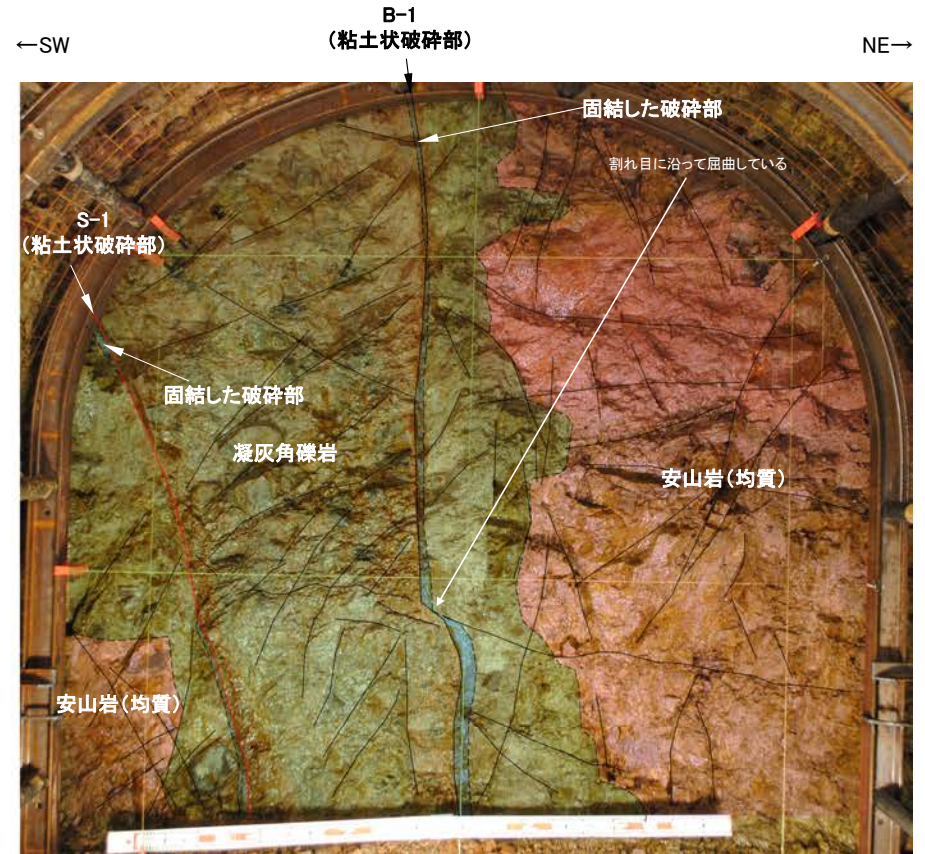 B-1
(粘土状破砕部)
←SW
NE→
固結した破砕部
割れ目に沿って屈曲している
S-1
(粘土状破砕部)
固結した破砕部
凝灰角礫岩
安山岩(均質)
安山岩(均質)